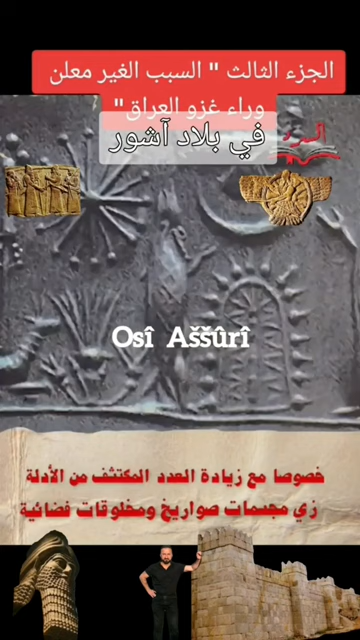 الجزء الثالث " السبب الغير معلن
وراء غزو العراق"
في بلاد آشور
Osî Aššûrî
خصوصا مع زيادة العدد المكتشف من الأدلة
زي مجسمات صواريخ ومخلوقات فضائية